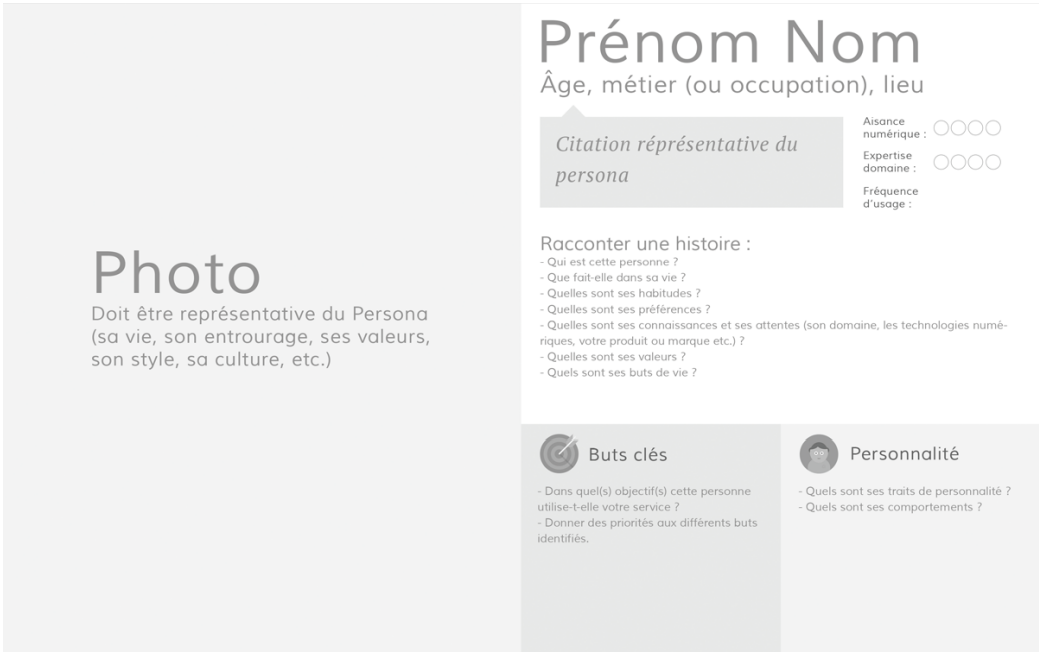 Photo
Doit être représentative du Persona
(sa vie, son entourage, ses valeurs,
son style, sa culture, etc.)
Prénom Nom
Âge, métier (ou occupation), lieu
Citation réprésentative du
persona
Aisance
numérique :
Expertise
domaine :
Fréquence
d'usage :
Racconter une histoire :
- Qui est cette personne ?
- Que fait-elle dans sa vie ?
- Quelles sont ses habitudes ?
- Quelles sont ses préférences ?
- Quelles sont ses connaissances et ses attentes (son domaine, les technologies numé-
riques, votre produit ou marque etc.) ?
- Quelles sont ses valeurs ?
- Quels sont ses buts de vie ?
Buts clés
- Dans quel(s) objectif(s) cette personne
utilise-t-elle votre service ?
- Donner des priorités aux différents buts
identifiés.
Personnalité
- Quels sont ses traits de personnalité ?
- Quels sont ses comportements ?